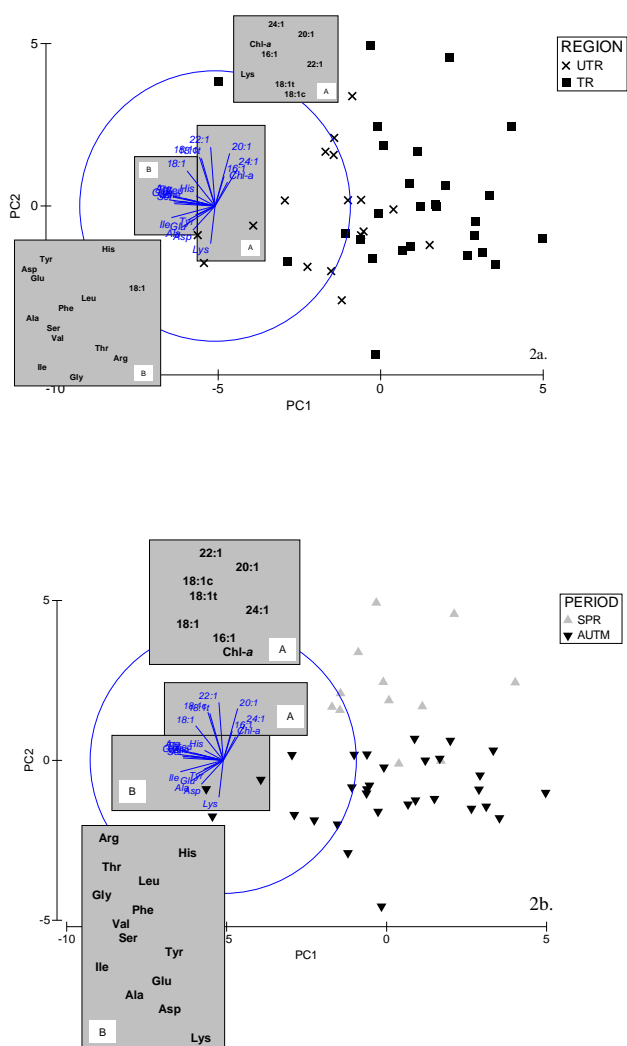 24:1
20:1
Chl-a
16:1
22:1
Lys
18:1t
18:1c
A
REGION
UTR
TR
5
PC2
0
22:1
20:1
18:1t
24:1
18:1
16:1
Chl-a
B
His
Ile
Tyr
Glu
Ala
Asp
Lys
A
His
Tyr
Asp
Glu
18:1
Leu
Phe
Ala
Ser
Val
Thr
Arg
Ile
Gly
B
2a.
-10
-5
0
5
PC1
22:1
20:1
18:1c
18:1t
24:1
18:1
16:1
Chl-a
A
PERIOD
SPR
AUTM
5
PC2
0
-5
22:1
20:1
18:1t
A
18:1
24:1
16:1
Chl-a
His
Ile
Tyr
Glu
Ala
Asp
B
Lys
Arg
His
Thr
Leu
Gly
Phe
Val
Ser
Tyr
Ile
Glu
Ala
Asp
B
Lys
2b.
-10
-5
0
5
PC1